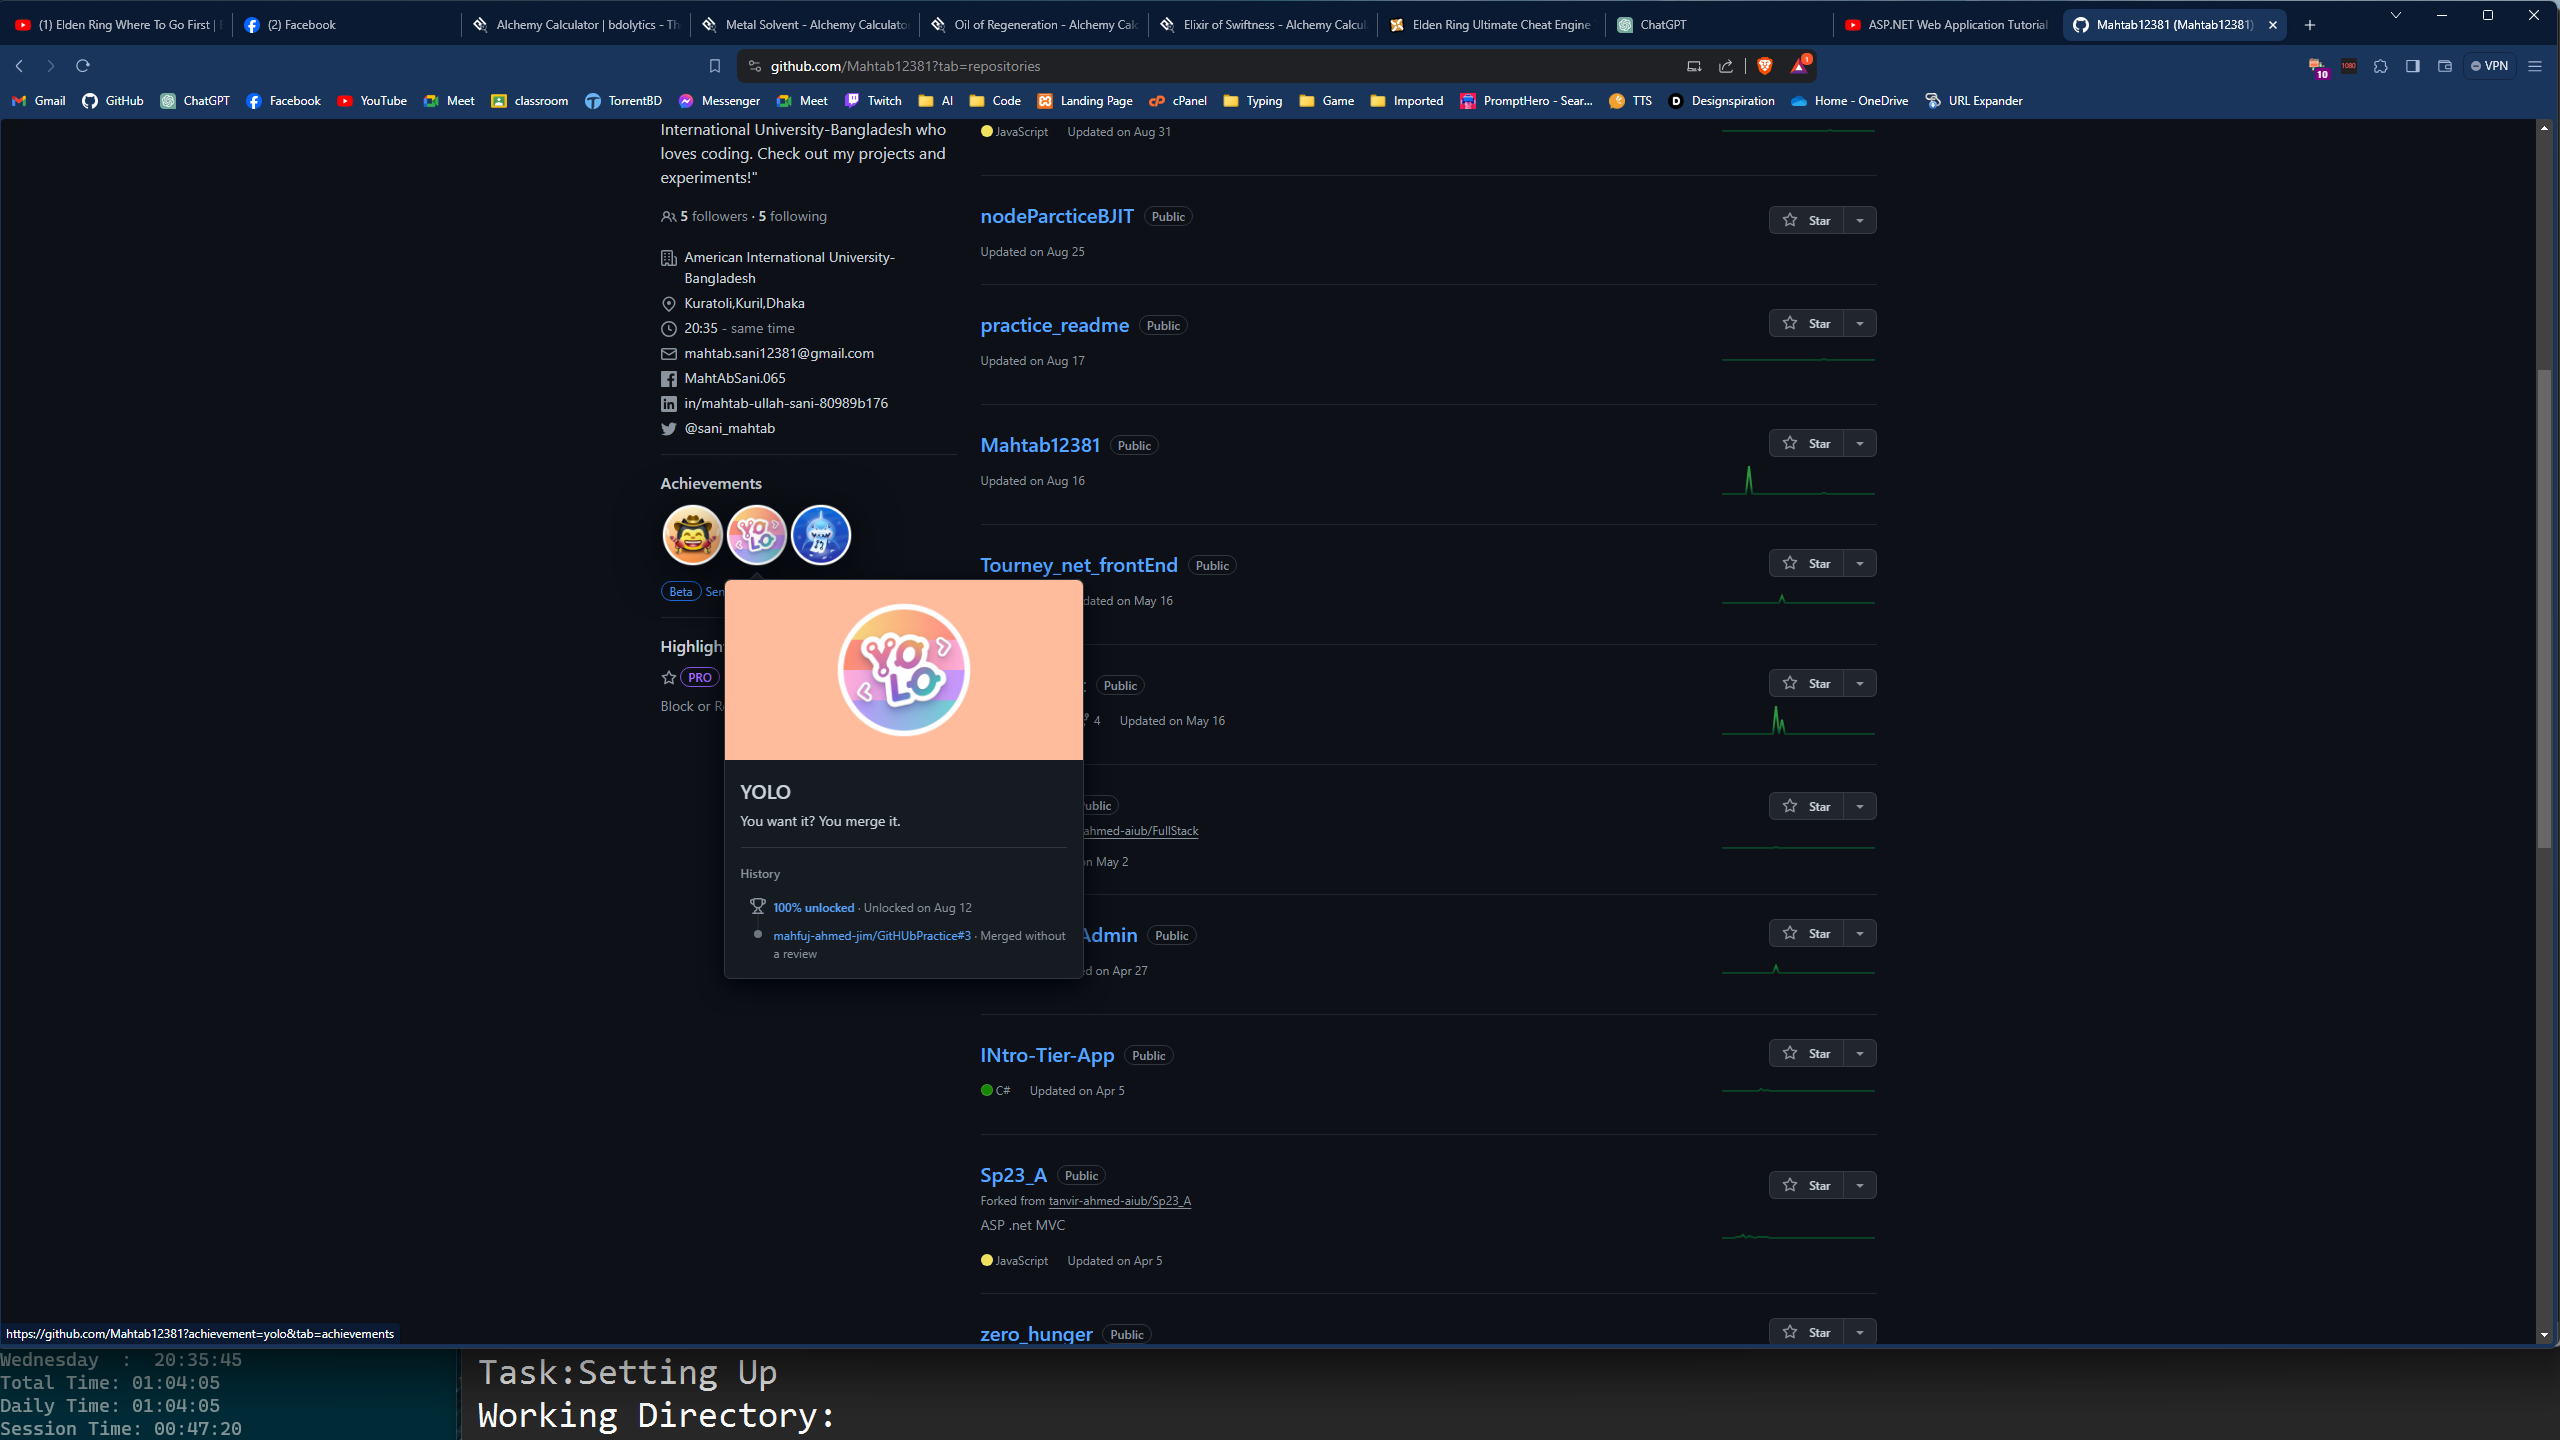 (1) Elden Ring Where To Go First |
(2) Facebook
Alchemy Calculator | bdolytics - Th
Metal Solvent - Alchemy Calculator
Oil of Regeneration - Alchemy Calc
Elixir of Swiftness - Alchemy Calcul
Elden Ring Ultimate Cheat Engine
ChatGPT
ASP.NET Web Application Tutorial
Mahtab12381 (Mahtab12381)
github.com/Mahtab12381?tab=repositories
1
10
1080
VPN
Gmail
GitHub
ChatGPT
Facebook
YouTube
Meet
classroom
TorrentBD
Messenger
Meet
Twitch
AI
Code
Landing Page
cPanel
Typing
Game
Imported
PromptHero - Sear...
TTS
Designspiration
Home - OneDrive
URL Expander
International University-Bangladesh who
loves coding. Check out my projects and
experiments!"
5 followers · 5 following
American International University-
Bangladesh
Kuratoli,Kuril,Dhaka
20:35 - same time
mahtab.sani12381@gmail.com
MahtAbSani.065
in/mahtab-ullah-sani-80989b176
@sani_mahtab
Achievements
YOLO
Beta Sen
Highligh
PRO
Block or R
YOLO
YOLO
You want it? You merge it.
History
100% unlocked · Unlocked on Aug 12
mahfuj-ahmed-jim/GitHUbPractice#3 · Merged without
a review
JavaScript Updated on Aug 31
nodeParcticeBJIT Public
Star
Updated on Aug 25
practice_readme Public
Star
Updated on Aug 17
Mahtab12381 Public
Star
Updated on Aug 16
Tourney_net_frontEnd Public
Star
dated on May 16
Public
Star
4 Updated on May 16
ublic
Star
ahmed-aiub/FullStack
on May 2
Admin Public
Star
ed on Apr 27
INtro-Tier-App Public
Star
C# Updated on Apr 5
Sp23_A Public
Star
Forked from tanvir-ahmed-aiub/Sp23_A
ASP .net MVC
JavaScript Updated on Apr 5
zero_hunger Public
Star
https://github.com/Mahtab12381?achievement=yolo&tab=achievements
Wednesday : 20:35:45
Total Time: 01:04:05
Daily Time: 01:04:05
Session Time: 00:47:20
Task:Setting Up
Working Directory: